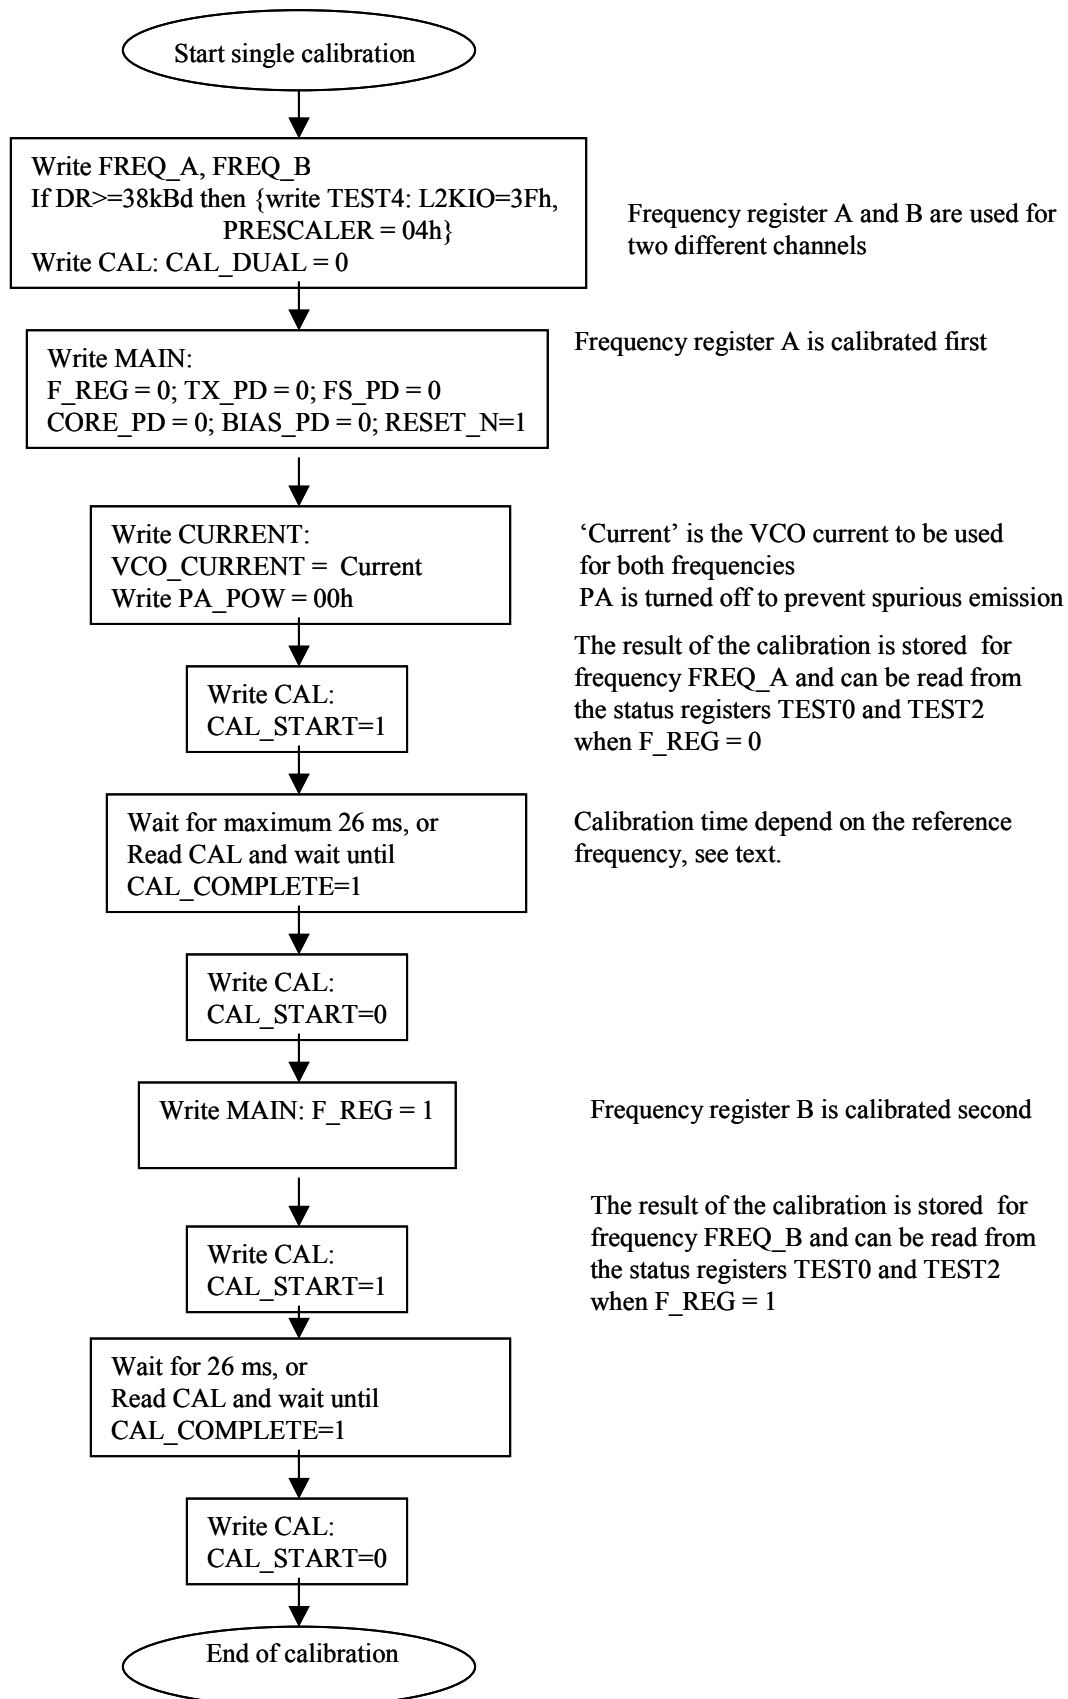 Start single calibration
Write FREQ_A, FREQ_B
If DR>=38kBd then {write TEST4: L2KIO=3Fh,
PRESCALER = 04h}
Write CAL: CAL_DUAL = 0
Frequency register A and B are used for
two different channels
Write MAIN:
F_REG = 0; TX_PD = 0; FS_PD = 0
CORE_PD = 0; BIAS_PD = 0; RESET_N=1
Frequency register A is calibrated first
Write CURRENT:
VCO_CURRENT = Current
Write PA_POW = 00h
‘Current’ is the VCO current to be used
for both frequencies
PA is turned off to prevent spurious emission
Write CAL:
CAL_START=1
The result of the calibration is stored for
frequency FREQ_A and can be read from
the status registers TEST0 and TEST2
when F_REG = 0
Wait for maximum 26 ms, or
Read CAL and wait until
CAL_COMPLETE=1
Calibration time depend on the reference
frequency, see text.
Write CAL:
CAL_START=0
Write MAIN: F_REG = 1
Frequency register B is calibrated second
Write CAL:
CAL_START=1
The result of the calibration is stored for
frequency FREQ_B and can be read from
the status registers TEST0 and TEST2
when F_REG = 1
Wait for 26 ms, or
Read CAL and wait until
CAL_COMPLETE=1
Write CAL:
CAL_START=0
End of calibration